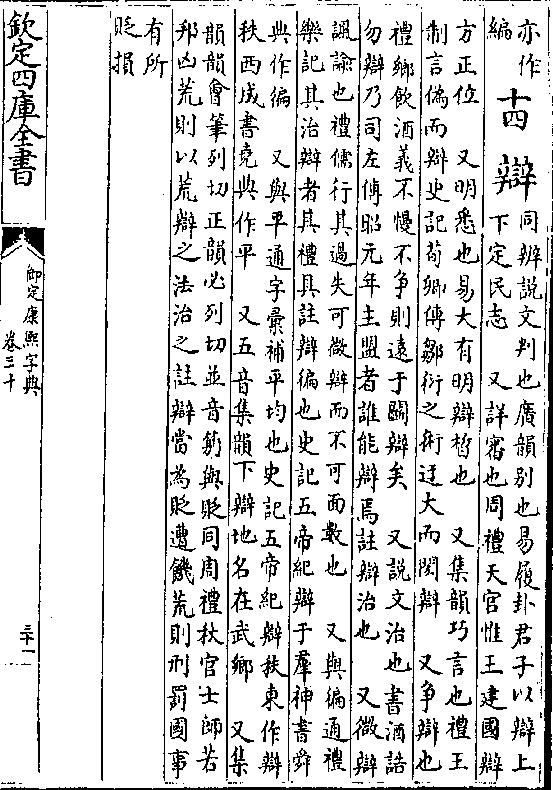 亦作
編
十四 辯
同辨說文判也廣韻別也易履卦君子以辯上
下定民志 又詳審也周禮天官惟王建國辯
方正位 又明悉也易大有明辯晳也 又集韻巧言也禮王
制言偽而辯史記荀卿傳鄒衍之術迂大而閎辯 又爭辯也
禮鄉飲酒義不慢不爭則遠于鬭辯矣 又說文治也書酒誥
勿辯乃司左傳昭元年主盟者誰能辯焉註辯治也 又微辯
諷諭也禮儒行其過失可微辯而不可面數也 又與編通禮
樂記其治辯者其禮具註辯編也史記五帝紀辯于羣神書舜
典作編 又與平通字彙補平均也史記五帝紀辯秩東作辯
秩西成書堯典作平 又五音集韻下辯地名在武鄉 又集
韻韻會筆列切正韻必列切並音䇷與貶同周禮秋官士師若
邦凶荒則以荒辯之法治之註辯當為貶遭饑荒則刑罰國事
有所
貶損
欽定四庫全書
御定康熙字典
卷三十
三十一